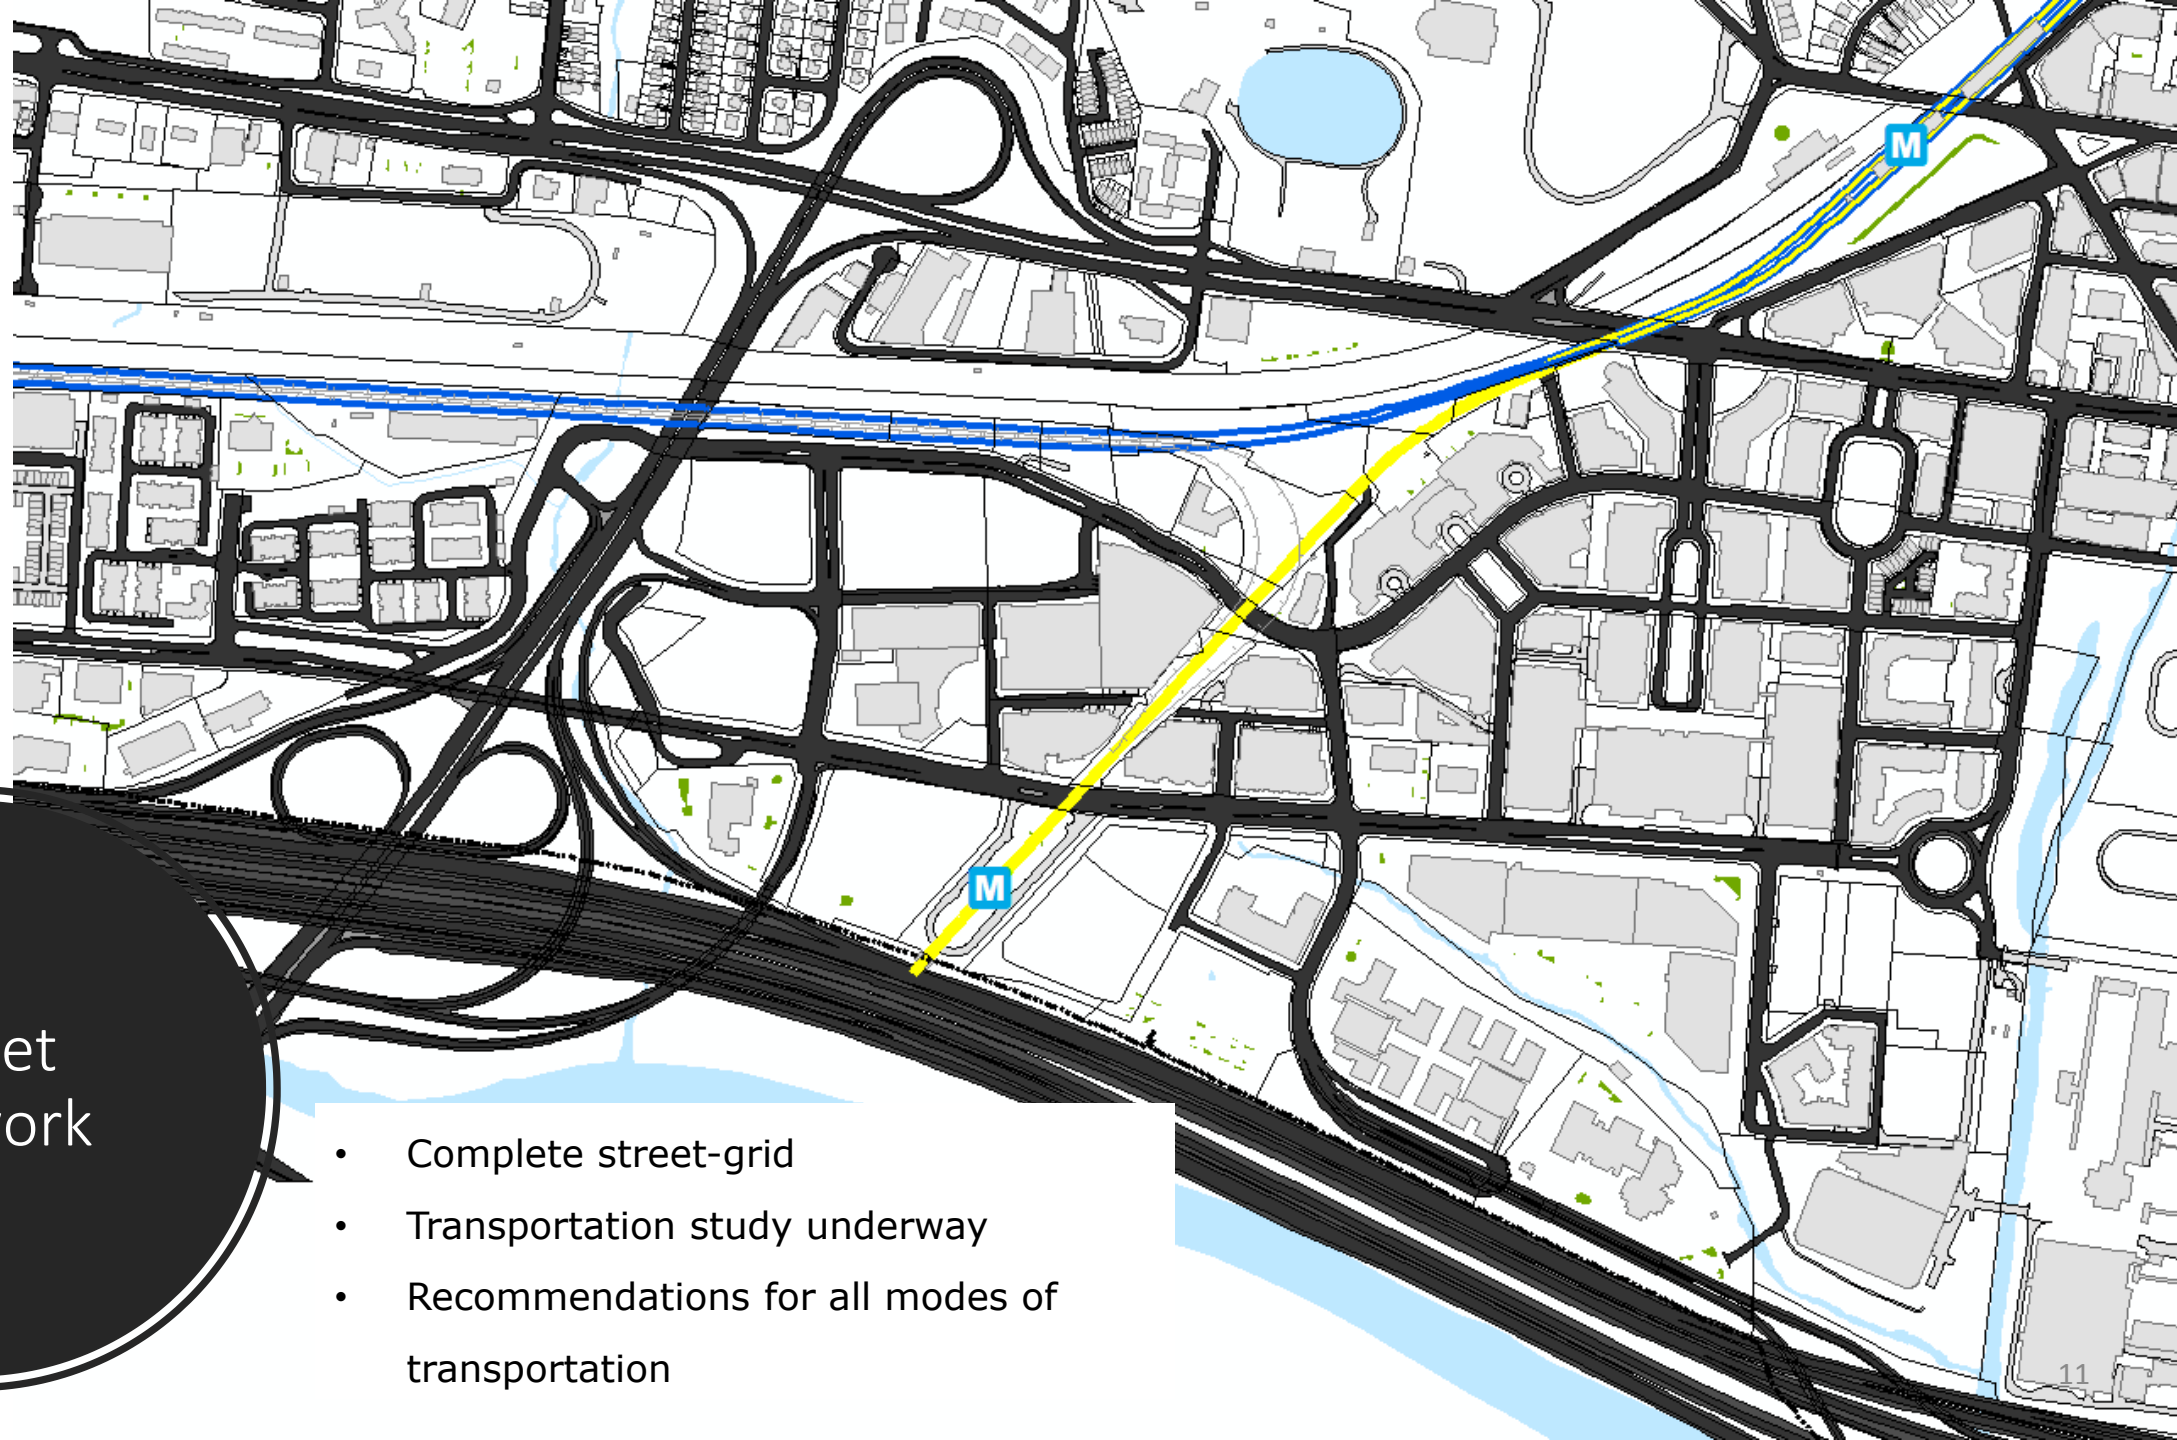 M
M
et
ork
• Complete street-grid
• Transportation study underway
• Recommendations for all modes of
transportation
11